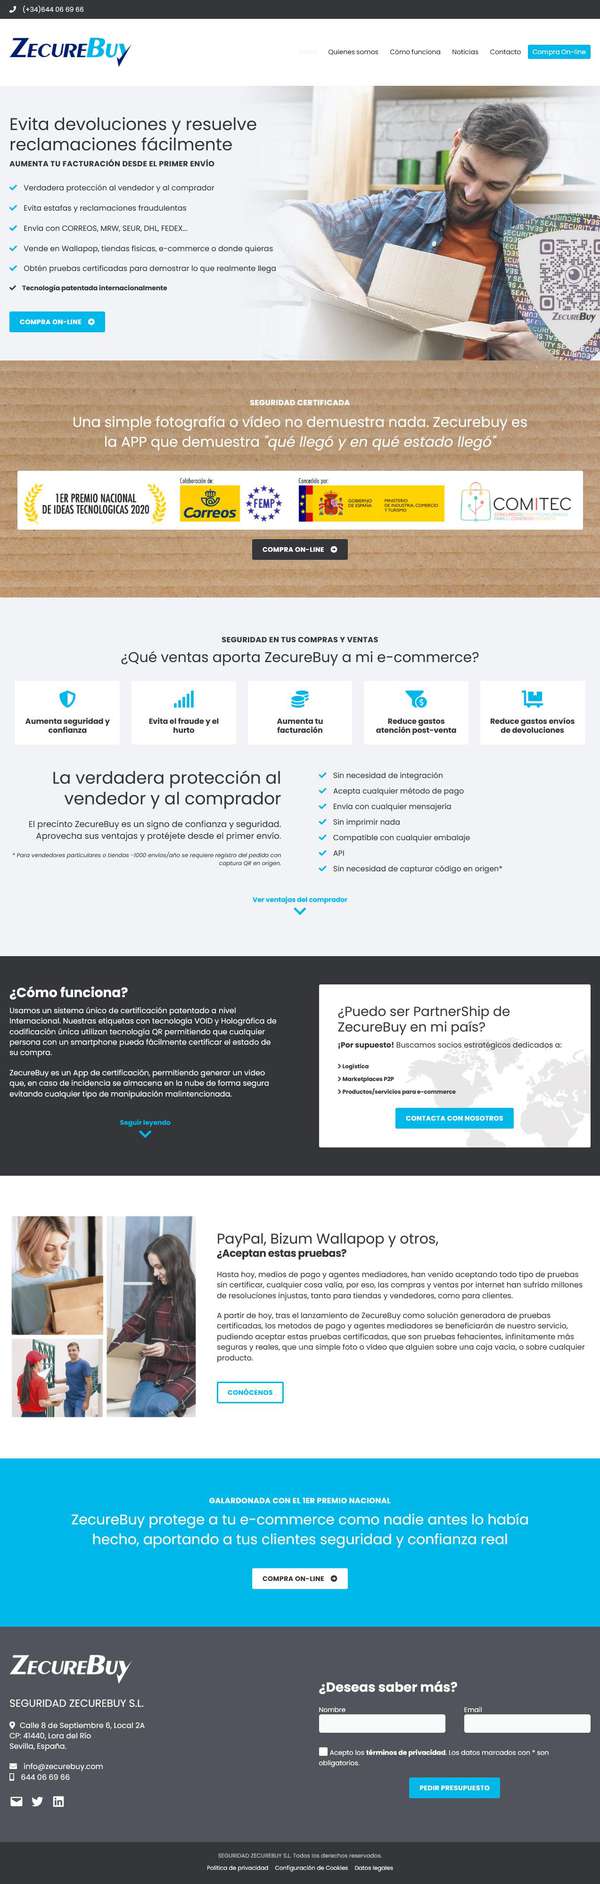 (+34)644 06 69 66
ZECUREBUY
Quienes somos
Cómo funciona
Noticias
Contacto
Compra On-line
Evita devoluciones y resuelve
reclamaciones fácilmente
AUMENTA TU FACTURACIÓN DESDE EL PRIMER ENVÍO
Verdadera protección al vendedor y al comprador
Evita estafas y reclamaciones fraudulentas
Envía con CORREOS, MRW, SEUR, DHL, FEDEX...
Vende en Wallapop, tiendas físicas, e-commerce o donde quieras
Obtén pruebas certificadas para demostrar lo que realmente llega
Tecnología patentada internacionalmente
COMPRA ON-LINE
ZECUREBUY
SEGURIDAD CERTIFICADA
Una simple fotografía o vídeo no demuestra nada. Zecurebuy es
la APP que demuestra "qué llegó y en qué estado llegó"
1ER PREMIO NACIONAL
DE IDEAS TECNOLOGICAS 2020
Colaboración de:
Correos
FEMP
Concedido por:
GOBIERNO
DE ESPAÑA
MINISTERIO
DE INDUSTRIA, COMERCIO
Y TURISMO
COMITEC
COMPRA ON-LINE
SEGURIDAD EN TUS COMPRAS Y VENTAS
¿Qué ventas aporta ZecureBuy a mi e-commerce?
Aumenta seguridad y
confianza
Evita el fraude y el
hurto
Aumenta tu
facturación
Reduce gastos
atención post-venta
Reduce gastos envíos
de devoluciones
La verdadera protección al
vendedor y al comprador
El precinto ZecureBuy es un signo de confianza y seguridad.
Aprovecha sus ventajas y protéjete desde el primer envío.
* Para vendedores particulares o tiendas -1000 envíos/año se requiere registro del pedido con
captura QR en origen.
Sin necesidad de integración
Acepta cualquier método de pago
Envía con cualquier mensajería
Sin imprimir nada
Compatible con cualquier embalaje
API
Sin necesidad de capturar código en origen*
Ver ventajas del comprador
¿Cómo funciona?
Usamos un sistema único de certificación patentado a nivel
Internacional. Nuestras etiquetas con tecnología VOID y Holográfica de
codificación única utilizan tecnología QR permitiendo que cualquier
persona con un smartphone pueda fácilmente certificar el estado de
su compra.
ZecureBuy es un App de certificación, permitiendo generar un video
que, en caso de incidencia se almacena en la nube de forma segura
evitando cualquier tipo de manipulación malintencionada.
Seguir leyendo
¿Puedo ser PartnerShip de
ZecureBuy en mi país?
¡Por supuesto! Buscamos socios estratégicos dedicados a:
Logística
Marketplaces P2P
Productos/servicios para e-commerce
CONTACTA CON NOSOTROS
PayPal, Bizum Wallapop y otros,
¿Aceptan estas pruebas?
Hasta hoy, medios de pago y agentes mediadores, han venido aceptando todo tipo de pruebas
sin certificar, cualquier cosa valía, por eso, las compras y ventas por internet han sufrido millones
de resoluciones injustas, tanto para tiendas y vendedores, como para clientes.
A partir de hoy, tras el lanzamiento de ZecureBuy como solución generadora de pruebas
certificadas, los metodos de pago y agentes mediadores se beneficiarán de nuestro servicio,
pudiendo aceptar estas pruebas certificadas, que son pruebas fehacientes, infinitamente más
seguras y reales, que una simple foto o video que alguien sobre una caja vacía, o sobre cualquier
producto.
CONÓCENOS
GALARDONADA CON EL 1ER PREMIO NACIONAL
ZecureBuy protege a tu e-commerce como nadie antes lo había
hecho, aportando a tus clientes seguridad y confianza real
COMPRA ON-LINE
ZECUREBUY
SEGURIDAD ZECUREBUY S.L.
Calle 8 de Septiembre 6, Local 2A
CP: 41440, Lora del Río
Sevilla, España.
info@zecurebuy.com
644 06 69 66
¿Deseas saber más?
Nombre
Email
Acepto los términos de privacidad. Los datos marcados con * son
obligatorios.
PEDIR PRESUPUESTO
SEGURIDAD ZECUREBUY S.L. Todos los derechos reservados.
Política de privacidad
Configuración de Cookies
Datos legales